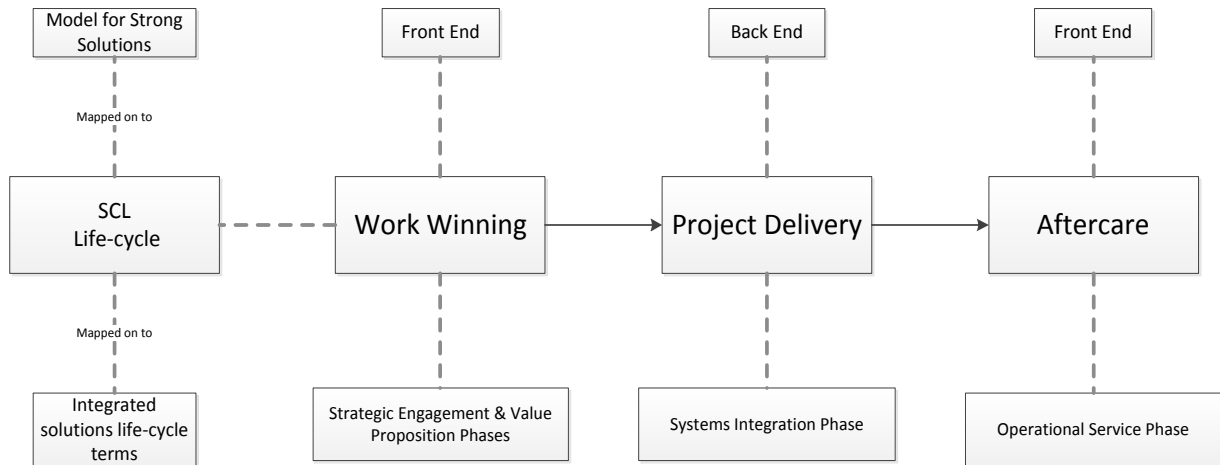 Model for Strong
Solutions
Front End
Back End
Front End
Mapped on to
SCL
Life-cycle
Work Winning
Project Delivery
Aftercare
Mapped on to
Integrated
solutions life-cycle
terms
Strategic Engagement & Value
Proposition Phases
Systems Integration Phase
Operational Service Phase